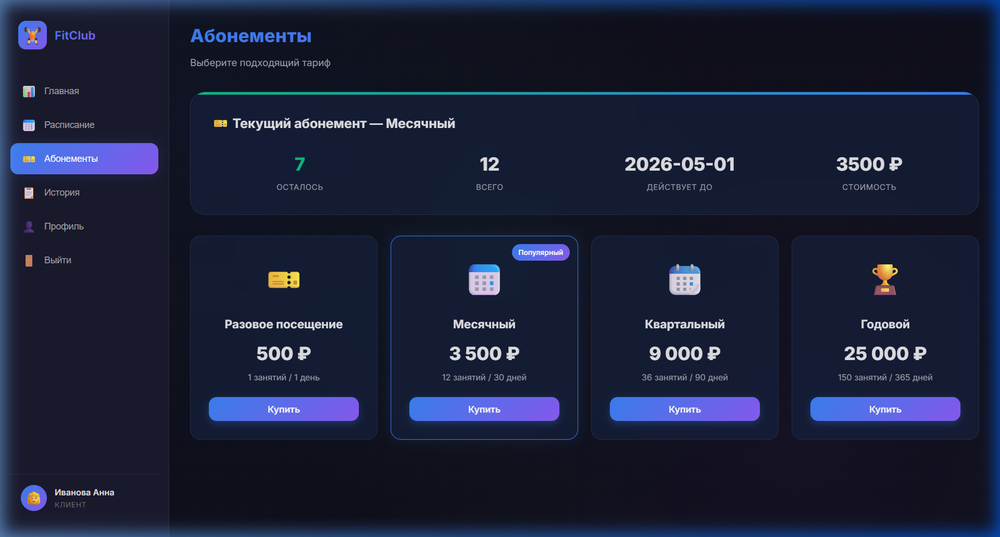 FitClub
Главная
Расписание
Абонементы
История
Профиль
Выйти
Иванова Анна
КЛИЕНТ
Абонементы
Выберите подходящий тариф
Текущий абонемент — Месячный
7
ОСТАЛОСЬ
12
ВСЕГО
2026-05-01
ДЕЙСТВУЕТ ДО
3500 ₽
СТОИМОСТЬ
Разовое посещение
500 ₽
1 занятий / 1 день
Купить
Популярный
Месячный
3 500 ₽
12 занятий / 30 дней
Купить
Квартальный
9 000 ₽
36 занятий / 90 дней
Купить
Годовой
25 000 ₽
150 занятий / 365 дней
Купить